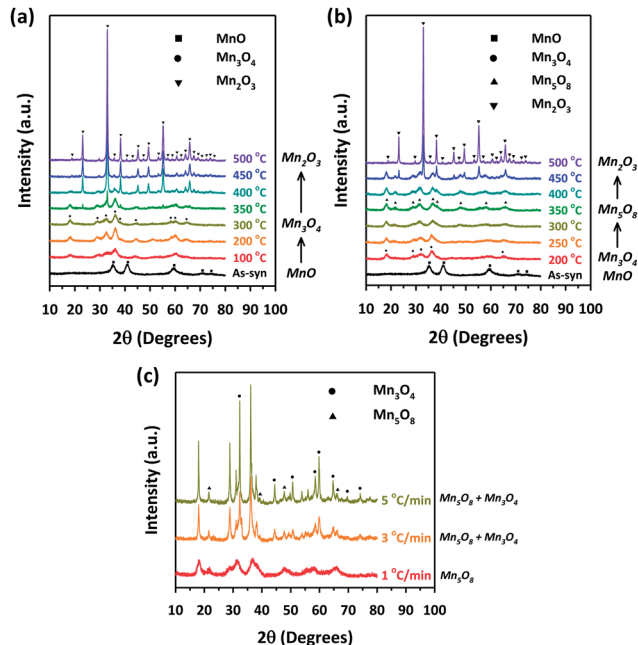 (a)
Intensity (a.u.)
MnO
Mn3O4
Mn2O3
500 °C
450 °C
400 °C
350 °C
300 °C
200 °C
100 °C
As-syn
Mn2O3
Mn3O4
MnO
10 20 30 40 50 60 70 80 90 100
2θ (Degrees)
(b)
Intensity (a.u.)
MnO
Mn3O4
Mn5O8
Mn2O3
500 °C
450 °C
400 °C
350 °C
300 °C
250 °C
200 °C
As-syn
Mn2O3
Mn5O8
Mn3O4
MnO
10 20 30 40 50 60 70 80 90 100
2θ (Degrees)
(c)
Intensity (a.u.)
Mn3O4
Mn5O8
5 °C/min Mn5O8 + Mn3O4
3 °C/min Mn5O8 + Mn3O4
1 °C/min Mn5O8
10 20 30 40 50 60 70 80 90 100
2θ (Degrees)